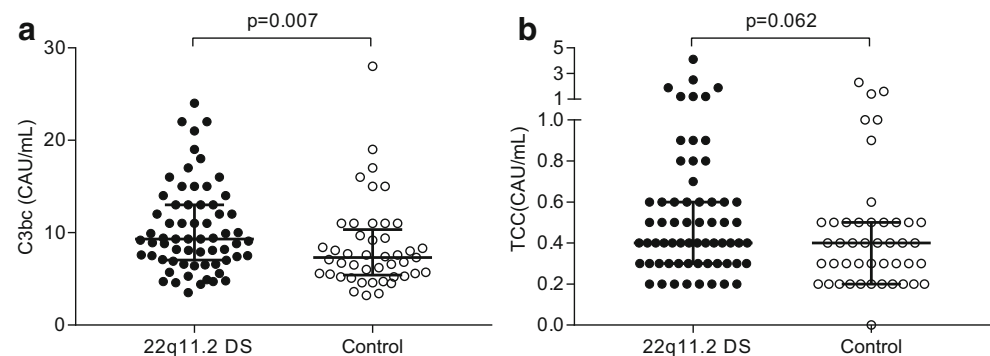 a
p=0.007
30
20
10
0
C3bc (CAU/mL)
22q11.2 DS
Control
b
p=0.062
5
3
1
1.0
0.8
0.6
0.4
0.2
0.0
TCC(CAU/mL)
22q11.2 DS
Control